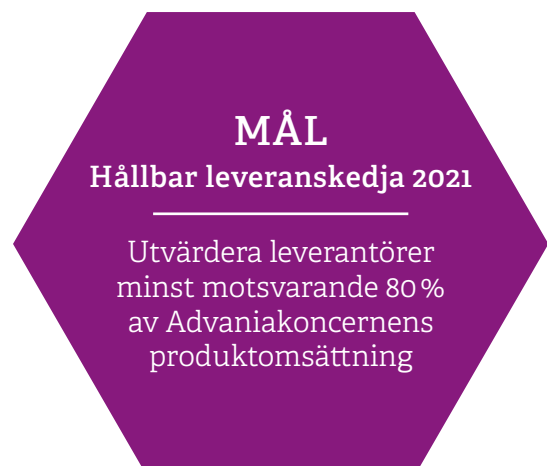 MÅL
Hållbar leveranskedja 2021
Utvärdera leverantörer
minst motsvarande 80 %
av Advaniakoncernens
produktomsättning